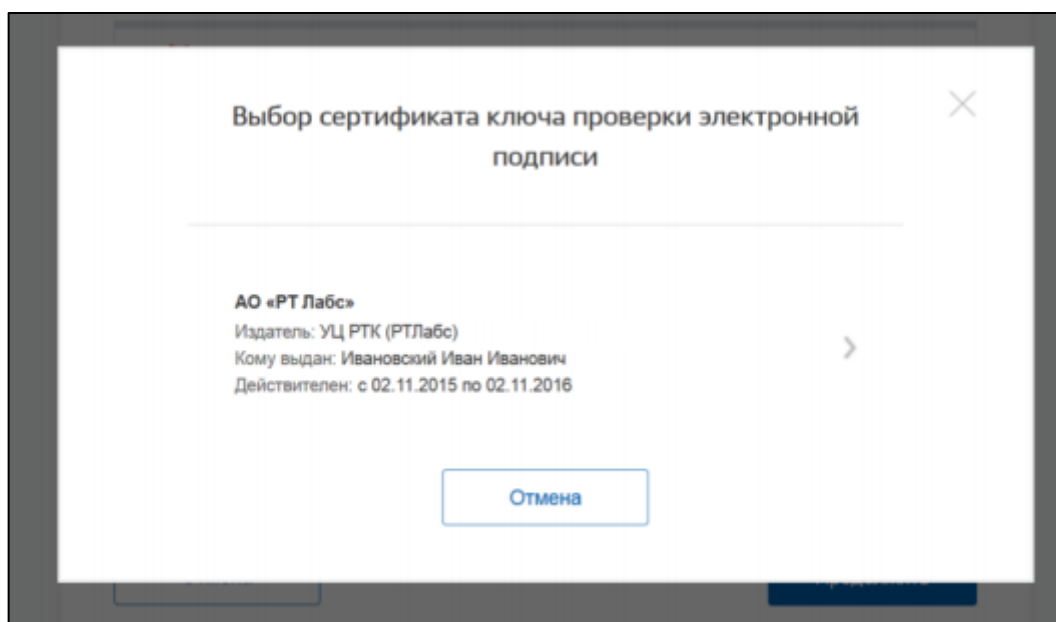 Выбор сертификата ключа проверки электронной
подписи
АО «РТ Лабс»
Издатель: УЦ РТК (РТЛабс)
Кому выдан: Ивановский Иван Иванович
Действителен: с 02.11.2015 по 02.11.2016
Отмена